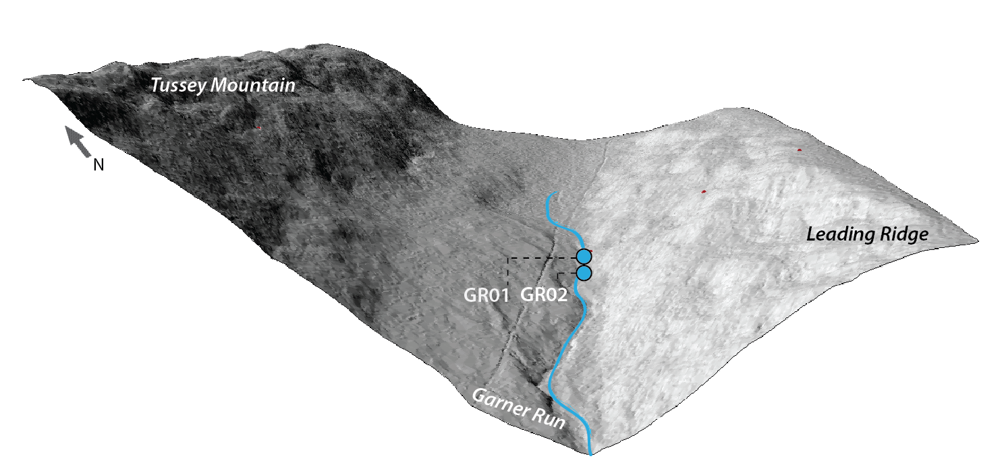 Tussey Mountain
N
Leading Ridge
GR01 GR02
Garner Run